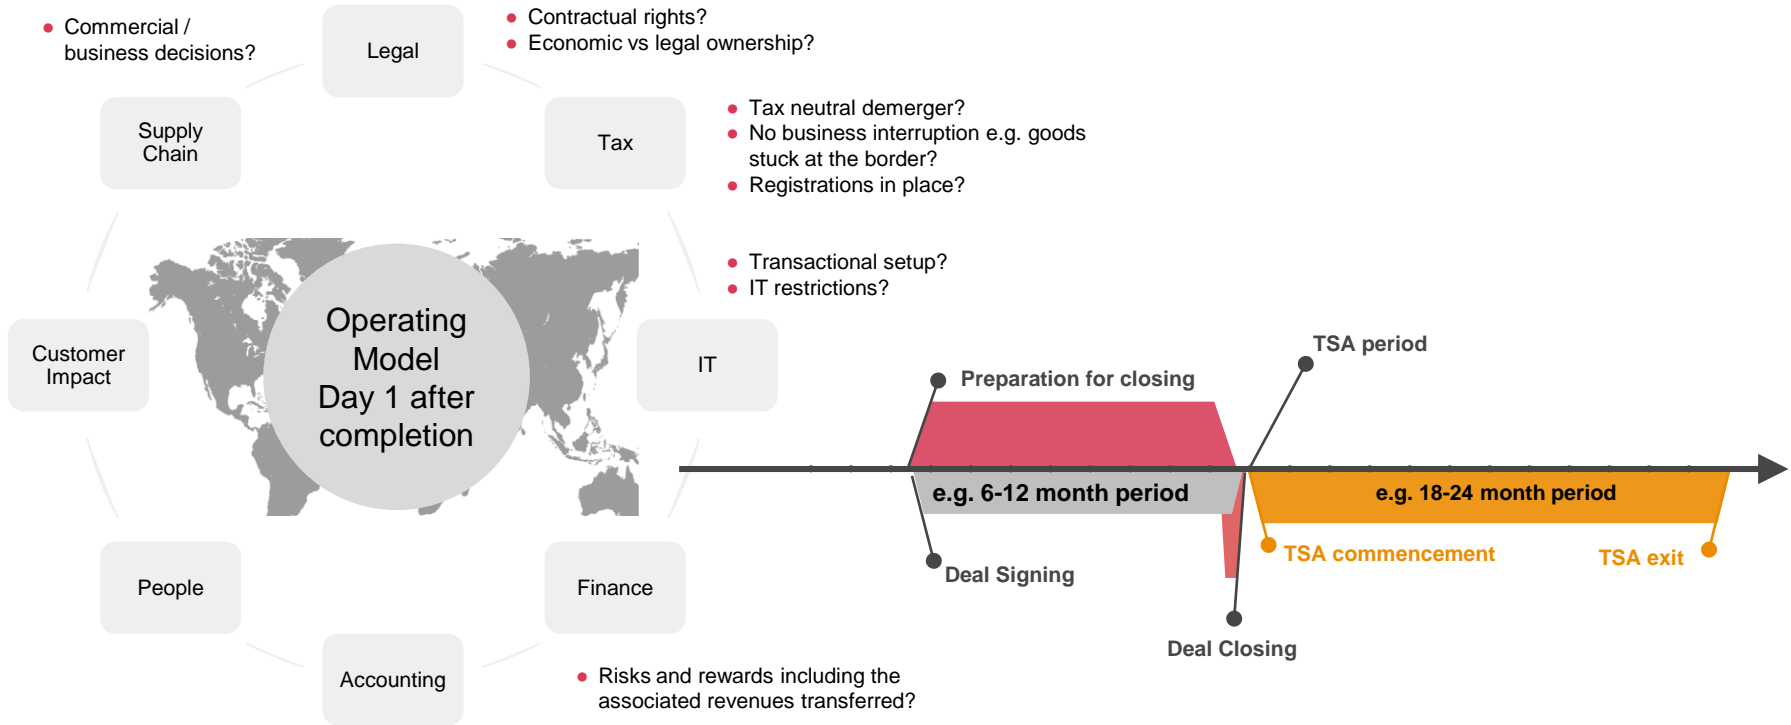 Commercial /
business decisions?
Legal
Contractual rights?
Economic vs legal ownership?
Supply
Chain
Tax
Tax neutral demerger?
No business interruption e.g. goods
stuck at the border?
Registrations in place?
Transactional setup?
IT restrictions?
Customer
Impact
Operating
Model
Day 1 after
completion
IT
People
Finance
Accounting
Risks and rewards including the
associated revenues transferred?
TSA period
Preparation for closing
e.g. 6-12 month period
e.g. 18-24 month period
TSA commencement
TSA exit
Deal Signing
Deal Closing